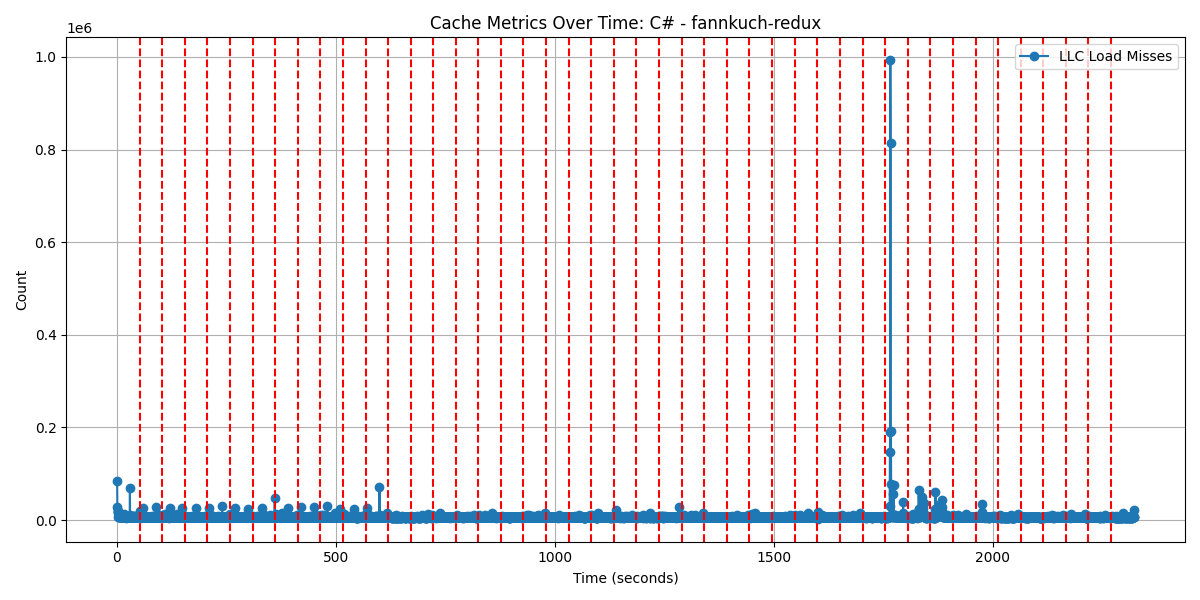 Cache Metrics Over Time: C# - fannkuch-redux
1e6
LLC Load Misses
1.0
0.8
0.6
0.4
0.2
0.0
Count
0 500 1000 1500 2000
Time (seconds)